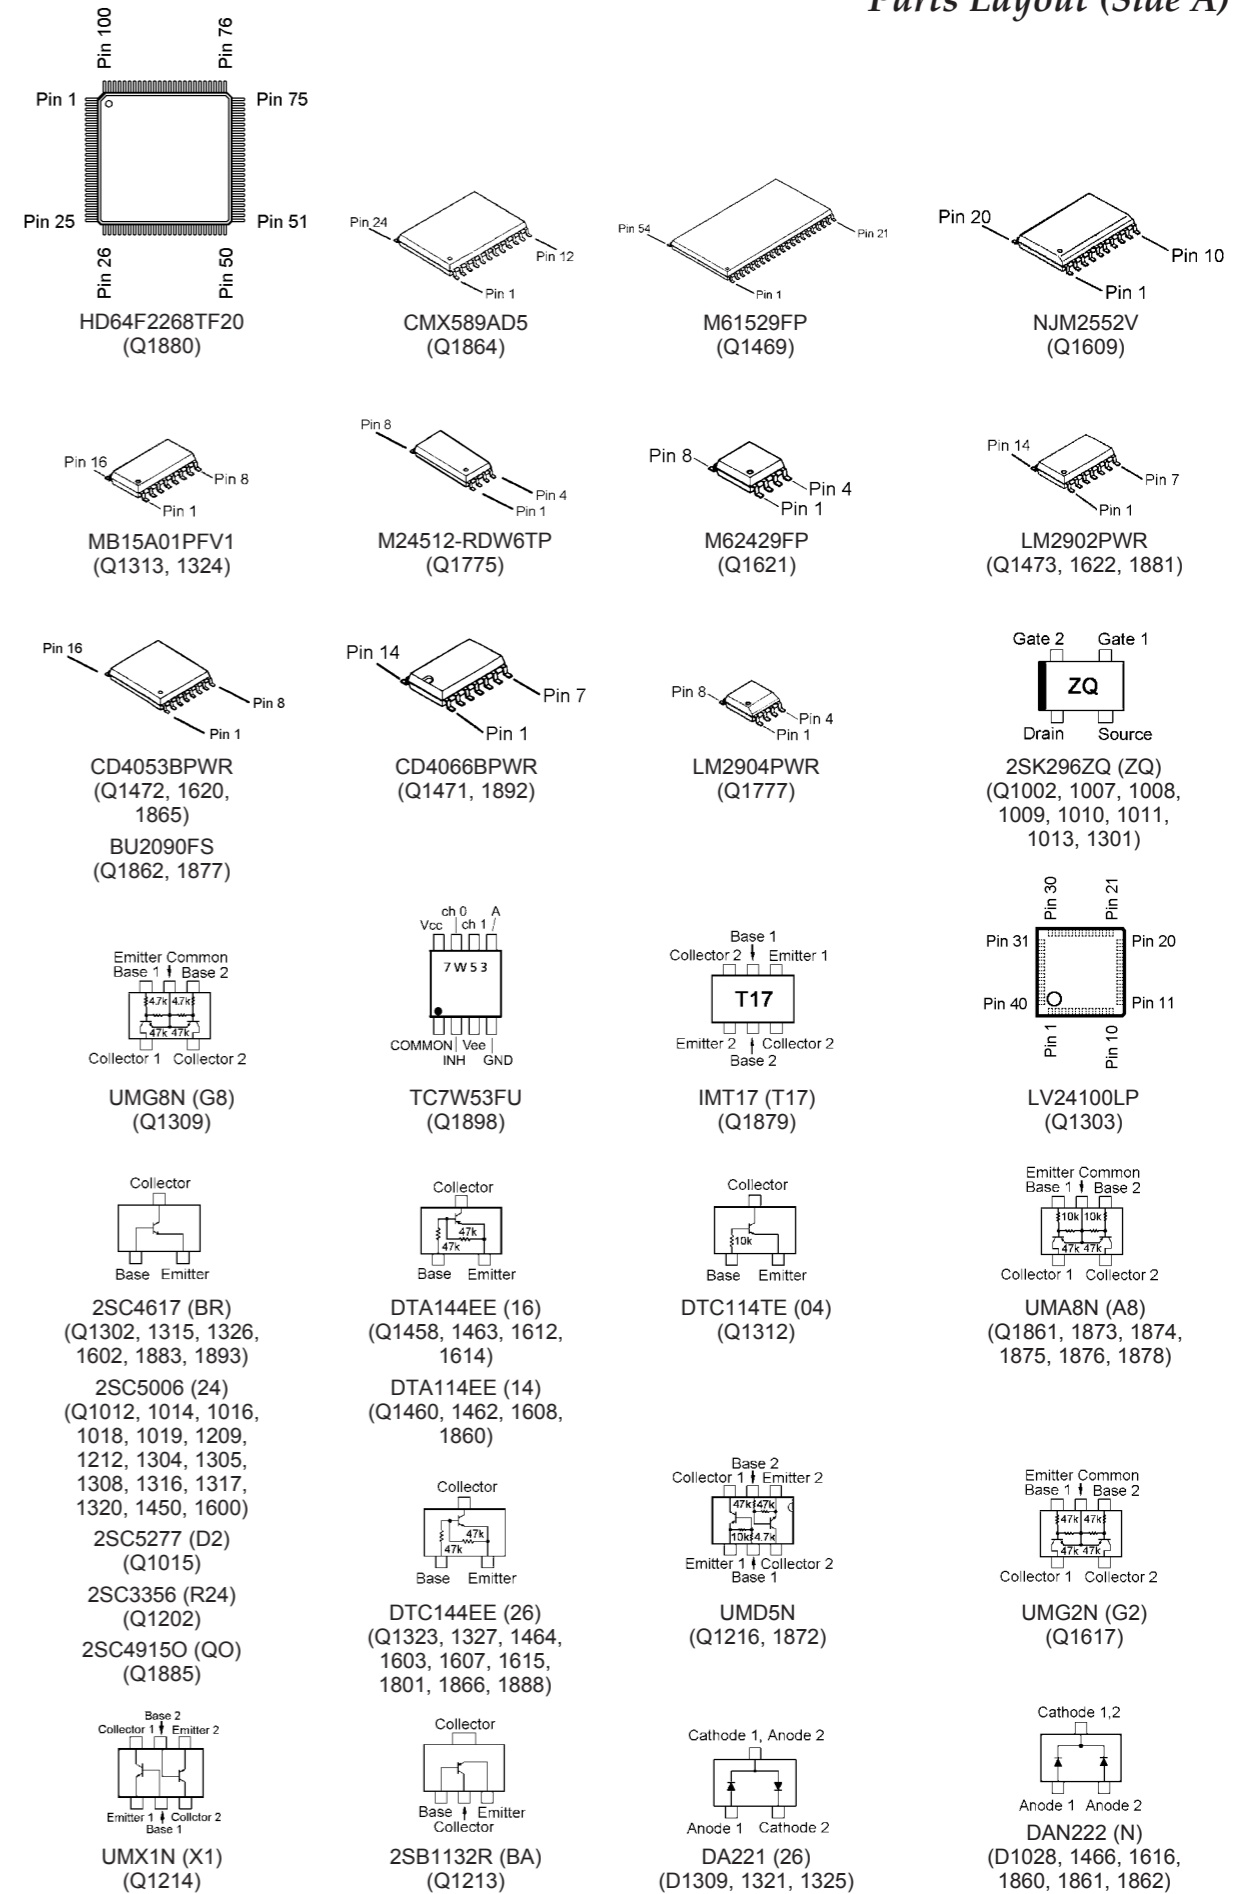 Parts Layout (Side A)
Pin 100
Pin 76
Pin 1
Pin 75
Pin 25
Pin 51
Pin 26
Pin 50
HD64F2268TF20
(Q1880)
Pin 24
Pin 12
Pin 1
CMX589AD5
(Q1864)
Pin 54
Pin 21
Pin 1
M61529FP
(Q1469)
Pin 20
Pin 10
Pin 1
NJM2552V
(Q1609)
Pin 16
Pin 8
Pin 1
MB15A01PFV1
(Q1313, 1324)
Pin 8
Pin 4
Pin 1
M24512-RDW6TP
(Q1775)
Pin 8
Pin 4
Pin 1
M62429FP
(Q1621)
Pin 14
Pin 7
Pin 1
LM2902PWR
(Q1473, 1622, 1881)
Pin 16
Pin 8
Pin 1
CD4053BPWR
(Q1472, 1620,
1865)
BU2090FS
(Q1862, 1877)
Pin 14
Pin 7
Pin 1
CD4066BPWR
(Q1471, 1892)
Pin 8
Pin 4
Pin 1
LM2904PWR
(Q1777)
Gate 2 Gate 1
ZQ
Drain Source
2SK296ZQ (ZQ)
(Q1002, 1007, 1008,
1009, 1010, 1011,
1013, 1301)
Emitter Common
Base 1 Base 2
4.7k 4.7k
47k 47k
Collector 1 Collector 2
UMG8N (G8)
(Q1309)
ch 0 A
Vcc ch 1
7W53
COMMON Vee
INH GND
TC7W53FU
(Q1898)
Base 1
Collector 2 Emitter 1
T17
Emitter 2 Collector 2
Base 2
IMT17 (T17)
(Q1879)
Pin 30
Pin 21
Pin 31
Pin 20
Pin 40
Pin 11
Pin 1
Pin 10
LV24100LP
(Q1303)
Collector
Base Emitter
2SC4617 (BR)
(Q1302, 1315, 1326,
1602, 1883, 1893)
2SC5006 (24)
(Q1012, 1014, 1016,
1018, 1019, 1209,
1212, 1304, 1305,
1308, 1316, 1317,
1320, 1450, 1600)
2SC5277 (D2)
(Q1015)
2SC3356 (R24)
(Q1202)
2SC4915O (QO)
(Q1885)
Collector
47k
47k
Base Emitter
DTA144EE (16)
(Q1458, 1463, 1612,
1614)
DTA114EE (14)
(Q1460, 1462, 1608,
1860)
Collector
10k
Base Emitter
DTC114TE (04)
(Q1312)
Emitter Common
Base 1 Base 2
10k 10k
47k 47k
Collector 1 Collector 2
UMA8N (A8)
(Q1861, 1873, 1874,
1875, 1876, 1878)
Collector
47k
47k
Base Emitter
DTC144EE (26)
(Q1323, 1327, 1464,
1603, 1607, 1615,
1801, 1866, 1888)
Base 2
Collector 1 Emitter 2
47k 47k
10k 4.7k
Emitter 1 Collector 2
Base 1
UMD5N
(Q1216, 1872)
Emitter Common
Base 1 Base 2
47k 47k
47k 47k
Collector 1 Collector 2
UMG2N (G2)
(Q1617)
Base 2
Collector 1 Emitter 2
Emitter 1 Collctor 2
Base 1
UMX1N (X1)
(Q1214)
Collector
Base Emitter
Collector
2SB1132R (BA)
(Q1213)
Cathode 1, Anode 2
Anode 1 Cathode 2
DA221 (26)
(D1309, 1321, 1325)
Cathode 1,2
Anode 1 Anode 2
DAN222 (N)
(D1028, 1466, 1616,
1860, 1861, 1862)